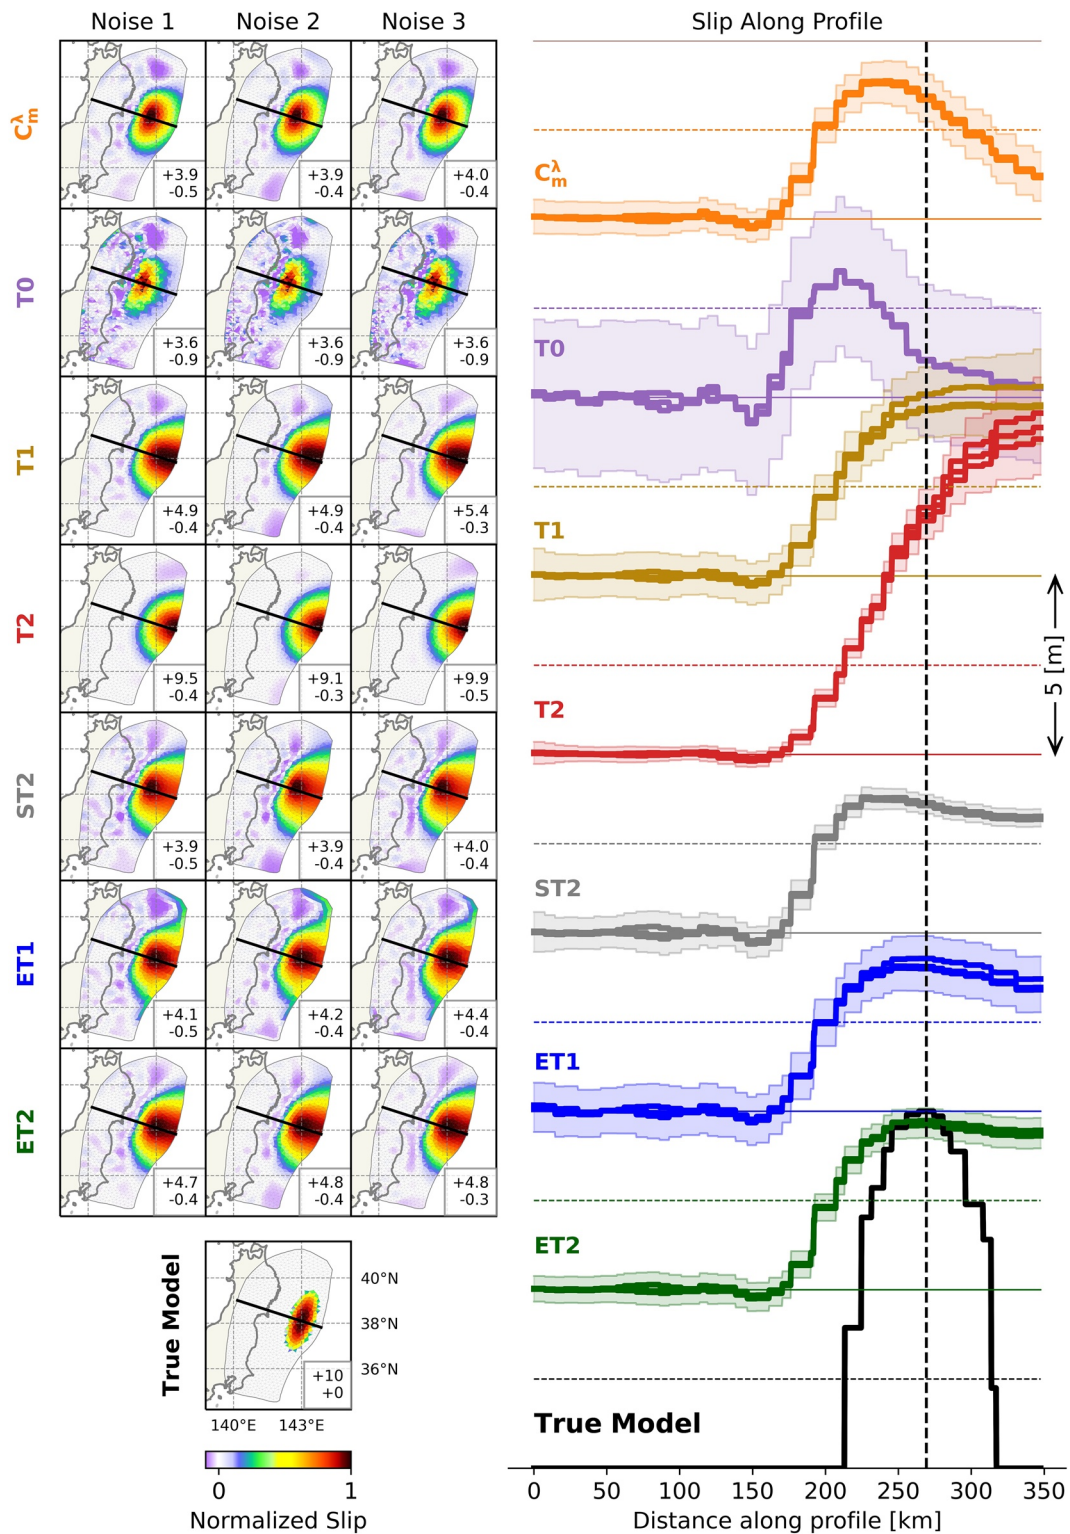 Noise 1 Noise 2 Noise 3 Slip Along Profile
C_m^λ
+3.9 +3.9 +4.0
-0.5 -0.4 -0.4
C_m^λ
T0
+3.6 +3.6 +3.6
-0.9 -0.9 -0.9
T0
T1
+4.9 +4.9 +5.4
-0.4 -0.4 -0.3
T1
T2
+9.5 +9.1 +9.9
-0.4 -0.3 -0.5
T2
5 [m]
ST2
+3.9 +3.9 +4.0
-0.5 -0.4 -0.4
ST2
ET1
+4.1 +4.2 +4.4
-0.5 -0.4 -0.4
ET1
ET2
+4.7 +4.8 +4.8
-0.4 -0.4 -0.3
ET2
True Model
40°N
38°N
36°N
+10
+0
140°E 143°E
True Model
0 1
Normalized Slip
0 50 100 150 200 250 300 350
Distance along profile [km]